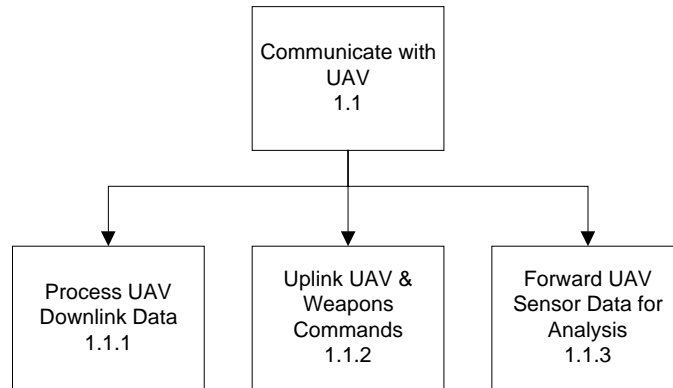 Communicate with
UAV
1.1
Process UAV
Downlink Data
1.1.1
Uplink UAV &
Weapons
Commands
1.1.2
Forward UAV
Sensor Data for
Analysis
1.1.3